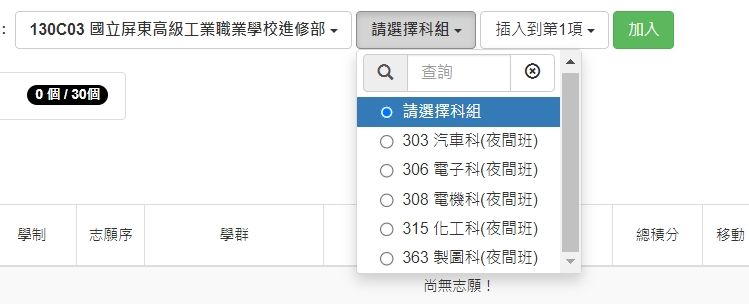 : 130C03 國立屏東高級工業職業學校進修部 請選擇科組 插入到第1項 加入
查詢
0 個 / 30個
請選擇科組
303 汽車科(夜間班)
306 電子科(夜間班)
308 電機科(夜間班)
315 化工科(夜間班)
363 製圖科(夜間班)
學制 志願序 學群 總積分 移動
尚無志願！